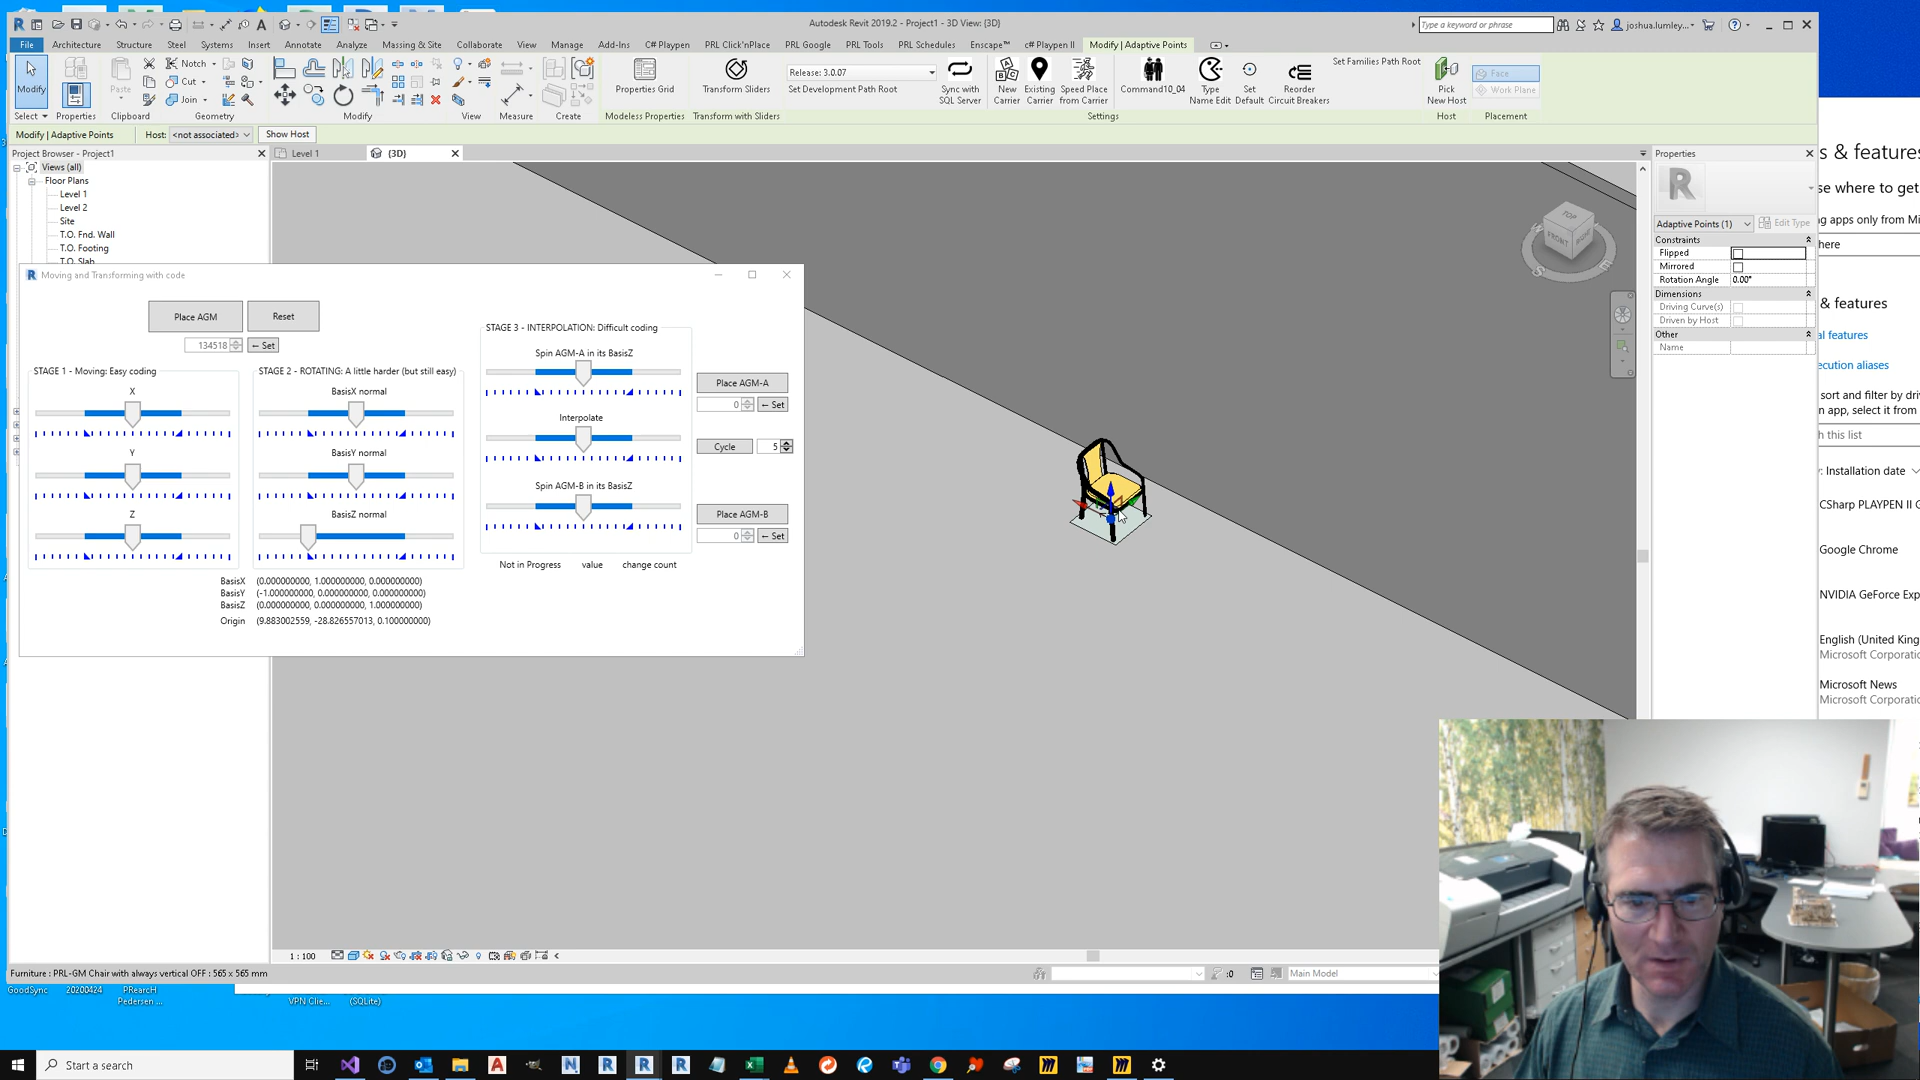 Autodesk Revit 2019.2 - Project1 - 3D View: {3D}
Type a keyword or phrase
joshua.lumley...
File Architecture Structure Steel Systems Insert Annotate Analyze Massing & Site Collaborate View Manage Add-Ins C# Playpen PRL Click'nPlace PRL Google PRL Tools PRL Schedules Enscape™ c# Playpen II Modify | Adaptive Points
Modify
Paste
Notch
Cut
Join
Properties Grid
Transform Sliders
Release: 3.0.07
Set Development Path Root
Sync with
SQL Server
New
Carrier
Existing
Carrier
Speed Place
from Carrier
Command10_04
Type
Name Edit
Set
Default
Reorder
Circuit Breakers
Set Families Path Root
Pick
New Host
Face
Work Plane
Select Properties Clipboard Geometry Modify View Measure Create Modeless Properties Transform with Sliders Settings Host Placement
Modify | Adaptive Points Host: <not associated> Show Host
Project Browser - Project1
Level 1
{3D}
Properties
Views (all)
Floor Plans
Level 1
Level 2
Site
T.O. Fnd. Wall
T.O. Footing
T.O. Slab
Moving and Transforming with code
Place AGM Reset
134518 ←Set
STAGE 1 - Moving: Easy coding
X
Y
Z
STAGE 2 - ROTATING: A little harder (but still easy)
BasisX normal
BasisY normal
BasisZ normal
STAGE 3 - INTERPOLATION: Difficult coding
Spin AGM-A in its BasisZ
Interpolate
Spin AGM-B in its BasisZ
Place AGM-A
0 ←Set
Cycle 5
Place AGM-B
0 ←Set
Not in Progress value change count
BasisX (0.000000000, 1.000000000, 0.000000000)
BasisY (-1.000000000, 0.000000000, 0.000000000)
BasisZ (0.000000000, 0.000000000, 1.000000000)
Origin (9.883002559, -28.826557013, 0.100000000)
TOP
FRONT
RIGHT
S
E
Adaptive Points (1) Edit Type
Constraints
Flipped
Mirrored
Rotation Angle 0.00°
Dimensions
Driving Curve(s)
Driven by Host
Other
Name
s & features
se where to get
ng apps only from Mi
here
& features
al features
ecution aliases
sort and filter by driv
n app, select it from
h this list
y: Installation date
CSharp PLAYPEN II G
Google Chrome
NVIDIA GeForce Exp
English (United King
Microsoft Corporatio
Microsoft News
Microsoft Corporatio
1 : 100
Furniture : PRL-GM Chair with always vertical OFF : 565 x 565 mm
:0
Main Model
GoodSync
20200424
PRearcH
Pedersen ...
VPN Clie...
(SQLite)
Start a search